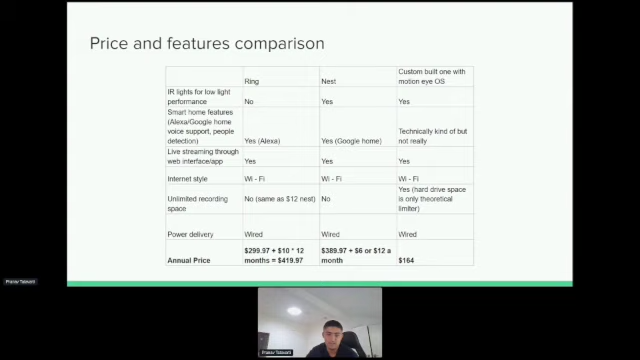 Price and features comparison
Ring
Nest
Custom built one with
motion eye OS
IR lights for low light
performance
No
Yes
Yes
Smart home features
(Alexa/Google home
voice support, people
detection)
Yes (Alexa)
Yes (Google home)
Technically kind of but
not really
Live streaming through
web interface/app
Yes
Yes
Yes
Internet style
Wi - Fi
Wi - Fi
Wi - Fi
Unlimited recording
space
No (same as $12 nest)
No
Yes (hard drive space
is only theoretical
limiter)
Power delivery
Wired
Wired
Wired
Annual Price
$299.97 + $10 * 12
months = $419.97
$389.97 + $6 or $12 a
month
$164
Pranav
Pranav